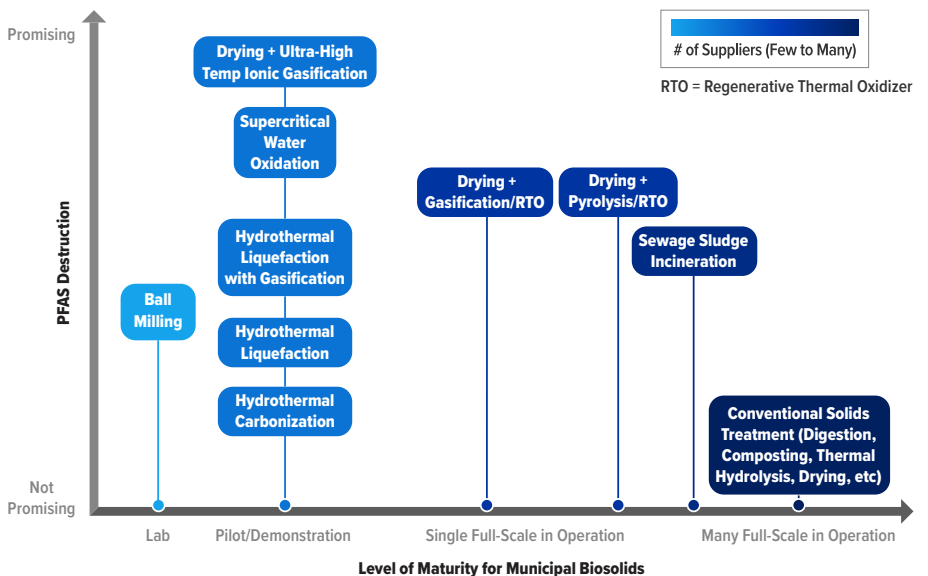 Promising
Drying + Ultra-High
Temp Ionic Gasification
# of Suppliers (Few to Many)
RTO = Regenerative Thermal Oxidizer
Supercritical
Water
Oxidation
Drying +
Gasification/RTO
Drying +
Pyrolysis/RTO
PFAS Destruction
Hydrothermal
Liquefaction
with Gasification
Sewage Sludge
Incineration
Ball
Milling
Hydrothermal
Liquefaction
Hydrothermal
Carbonization
Conventional Solids
Treatment (Digestion,
Composting, Thermal
Hydrolysis, Drying, etc)
Not
Promising
Lab
Pilot/Demonstration
Single Full-Scale in Operation
Many Full-Scale in Operation
Level of Maturity for Municipal Biosolids